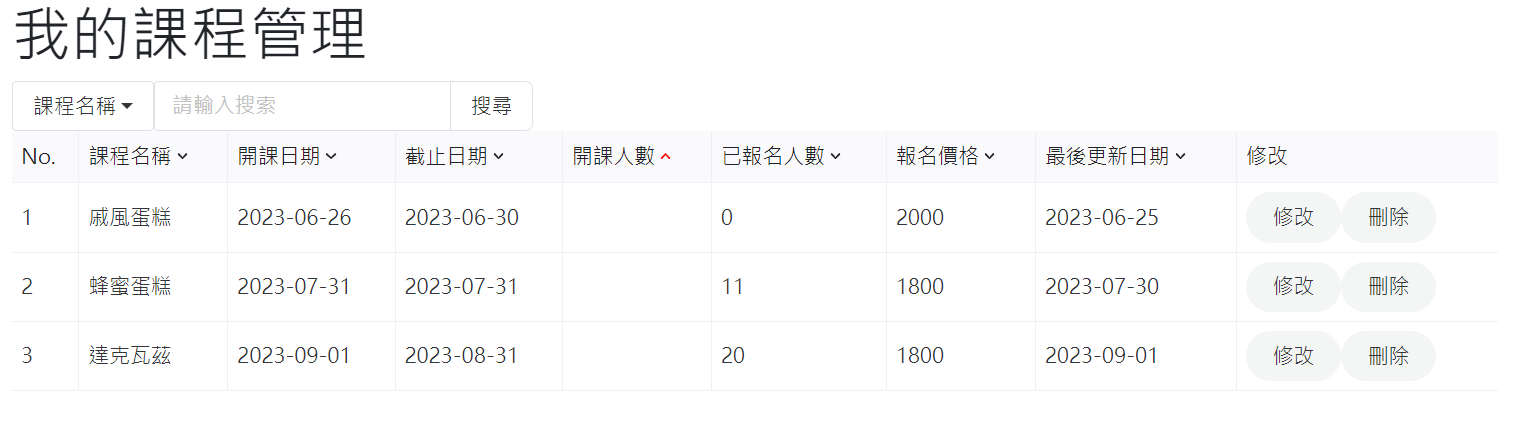 我的課程管理
課程名稱 請輸入搜索 搜尋
No. 課程名稱 開課日期 截止日期 開課人數 已報名人數 報名價格 最後更新日期 修改
1 戚風蛋糕 2023-06-26 2023-06-30 0 2000 2023-06-25 修改 刪除
2 蜂蜜蛋糕 2023-07-31 2023-07-31 11 1800 2023-07-30 修改 刪除
3 達克瓦茲 2023-09-01 2023-08-31 20 1800 2023-09-01 修改 刪除